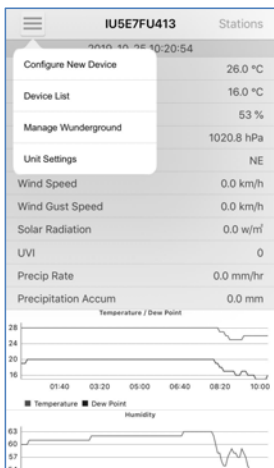 IU5E7FU413 Stations
2019-10-25 10:20:54
Configure New Device 26.0 °C
Device List 16.0 °C
53 %
Manage Wunderground
1020.8 hPa
Unit Settings NE
Wind Speed 0.0 km/h
Wind Gust Speed 0.0 km/h
Solar Radiation 0.0 w/㎡
UVI 0
Precip Rate 0.0 mm/hr
Precipitation Accum 0.0 mm
Temperature / Dew Point
28
24
20
16
01:40 03:20 05:00 06:40 08:20 10:00
Temperature Dew Point
Humidity
63
60
57